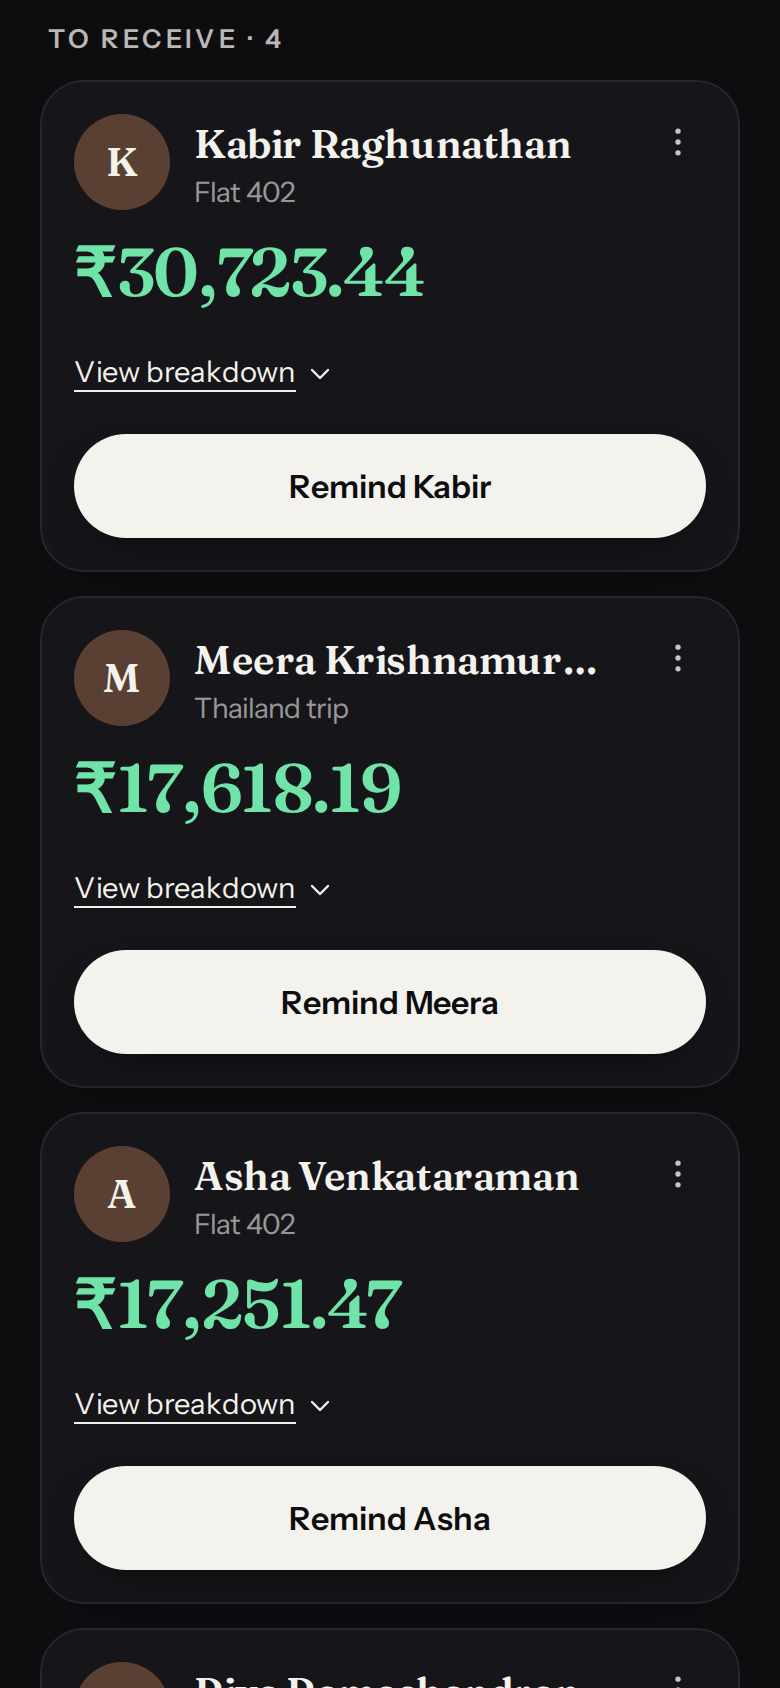 TO RECEIVE · 4
K
Kabir Raghunathan
Flat 402
₹30,723.44
View breakdown
Remind Kabir
M
Meera Krishnamur...
Thailand trip
₹17,618.19
View breakdown
Remind Meera
A
Asha Venkataraman
Flat 402
₹17,251.47
View breakdown
Remind Asha